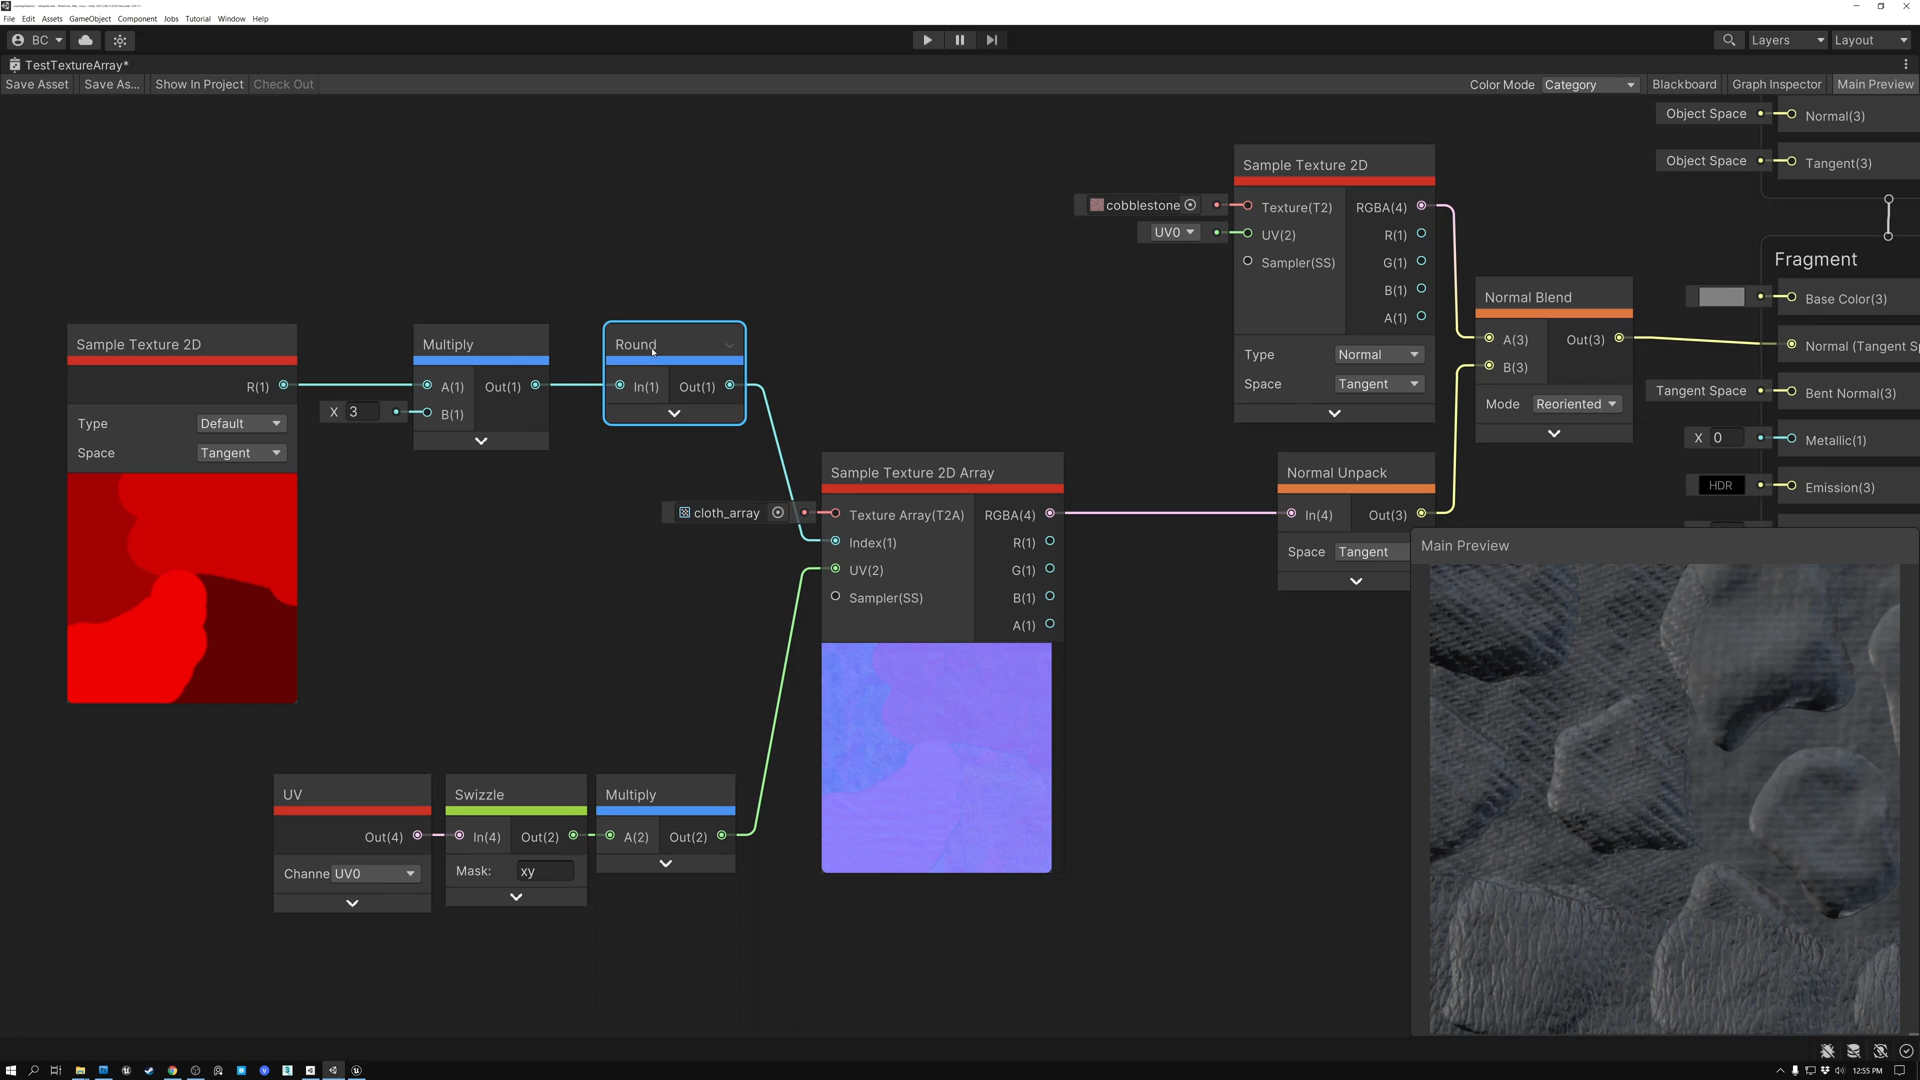 File Edit Assets GameObject Component Jobs Tutorial Window Help
BC
Layers
Layout
TestTextureArray*
Save Asset Save As... Show In Project Check Out
Color Mode Category Blackboard Graph Inspector Main Preview
Object Space Normal(3)
Object Space Tangent(3)
Sample Texture 2D
cobblestone Texture(T2) RGBA(4)
UV0 UV(2) R(1)
Sampler(SS) G(1)
B(1)
A(1)
Type Normal
Space Tangent
Fragment
Base Color(3)
Normal (Tangent Sp
Tangent Space Bent Normal(3)
X 0 Metallic(1)
HDR Emission(3)
Normal Blend
A(3) Out(3)
B(3)
Mode Reoriented
Sample Texture 2D
R(1)
Type Default
Space Tangent
Multiply
A(1) Out(1)
X 3 B(1)
Round
In(1) Out(1)
Sample Texture 2D Array
cloth_array Texture Array(T2A) RGBA(4)
Index(1) R(1)
UV(2) G(1)
Sampler(SS) B(1)
A(1)
Normal Unpack
In(4) Out(3)
Space Tangent
Main Preview
UV
Out(4)
Channe UV0
Swizzle
In(4) Out(2)
Mask: xy
Multiply
A(2) Out(2)
12:55 PM